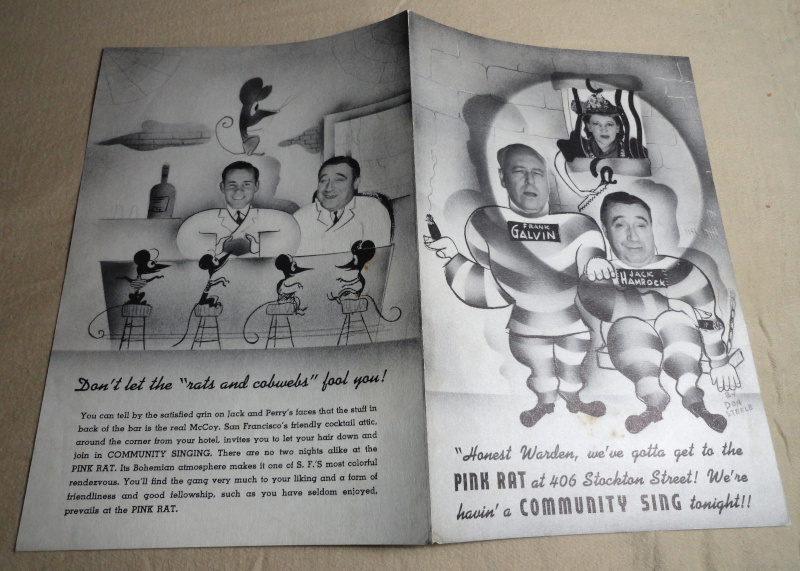 Don't let the "rats and cobwebs" fool you!
You can tell by the satisfied grin on Jack and Perry's faces that the stuff in
back of the bar is the real McCoy. San Francisco's friendly cocktail attic,
around the corner from your hotel, invites you to let your hair down and
join in COMMUNITY SINGING. There are no two nights alike at the
PINK RAT. Its Bohemian atmosphere makes it one of S. F.'S most colorful
rendezvous. You'll find the gang very much to your liking and a form of
friendliness and good fellowship, such as you have seldom enjoyed,
prevails at the PINK RAT.
FRANK
GALVIN
JACK
HAMROCK
BY
DON
STEELE
"Honest Warden, we've gotta get to the
PINK RAT at 406 Stockton Street! We're
havin' a COMMUNITY SING tonight!!